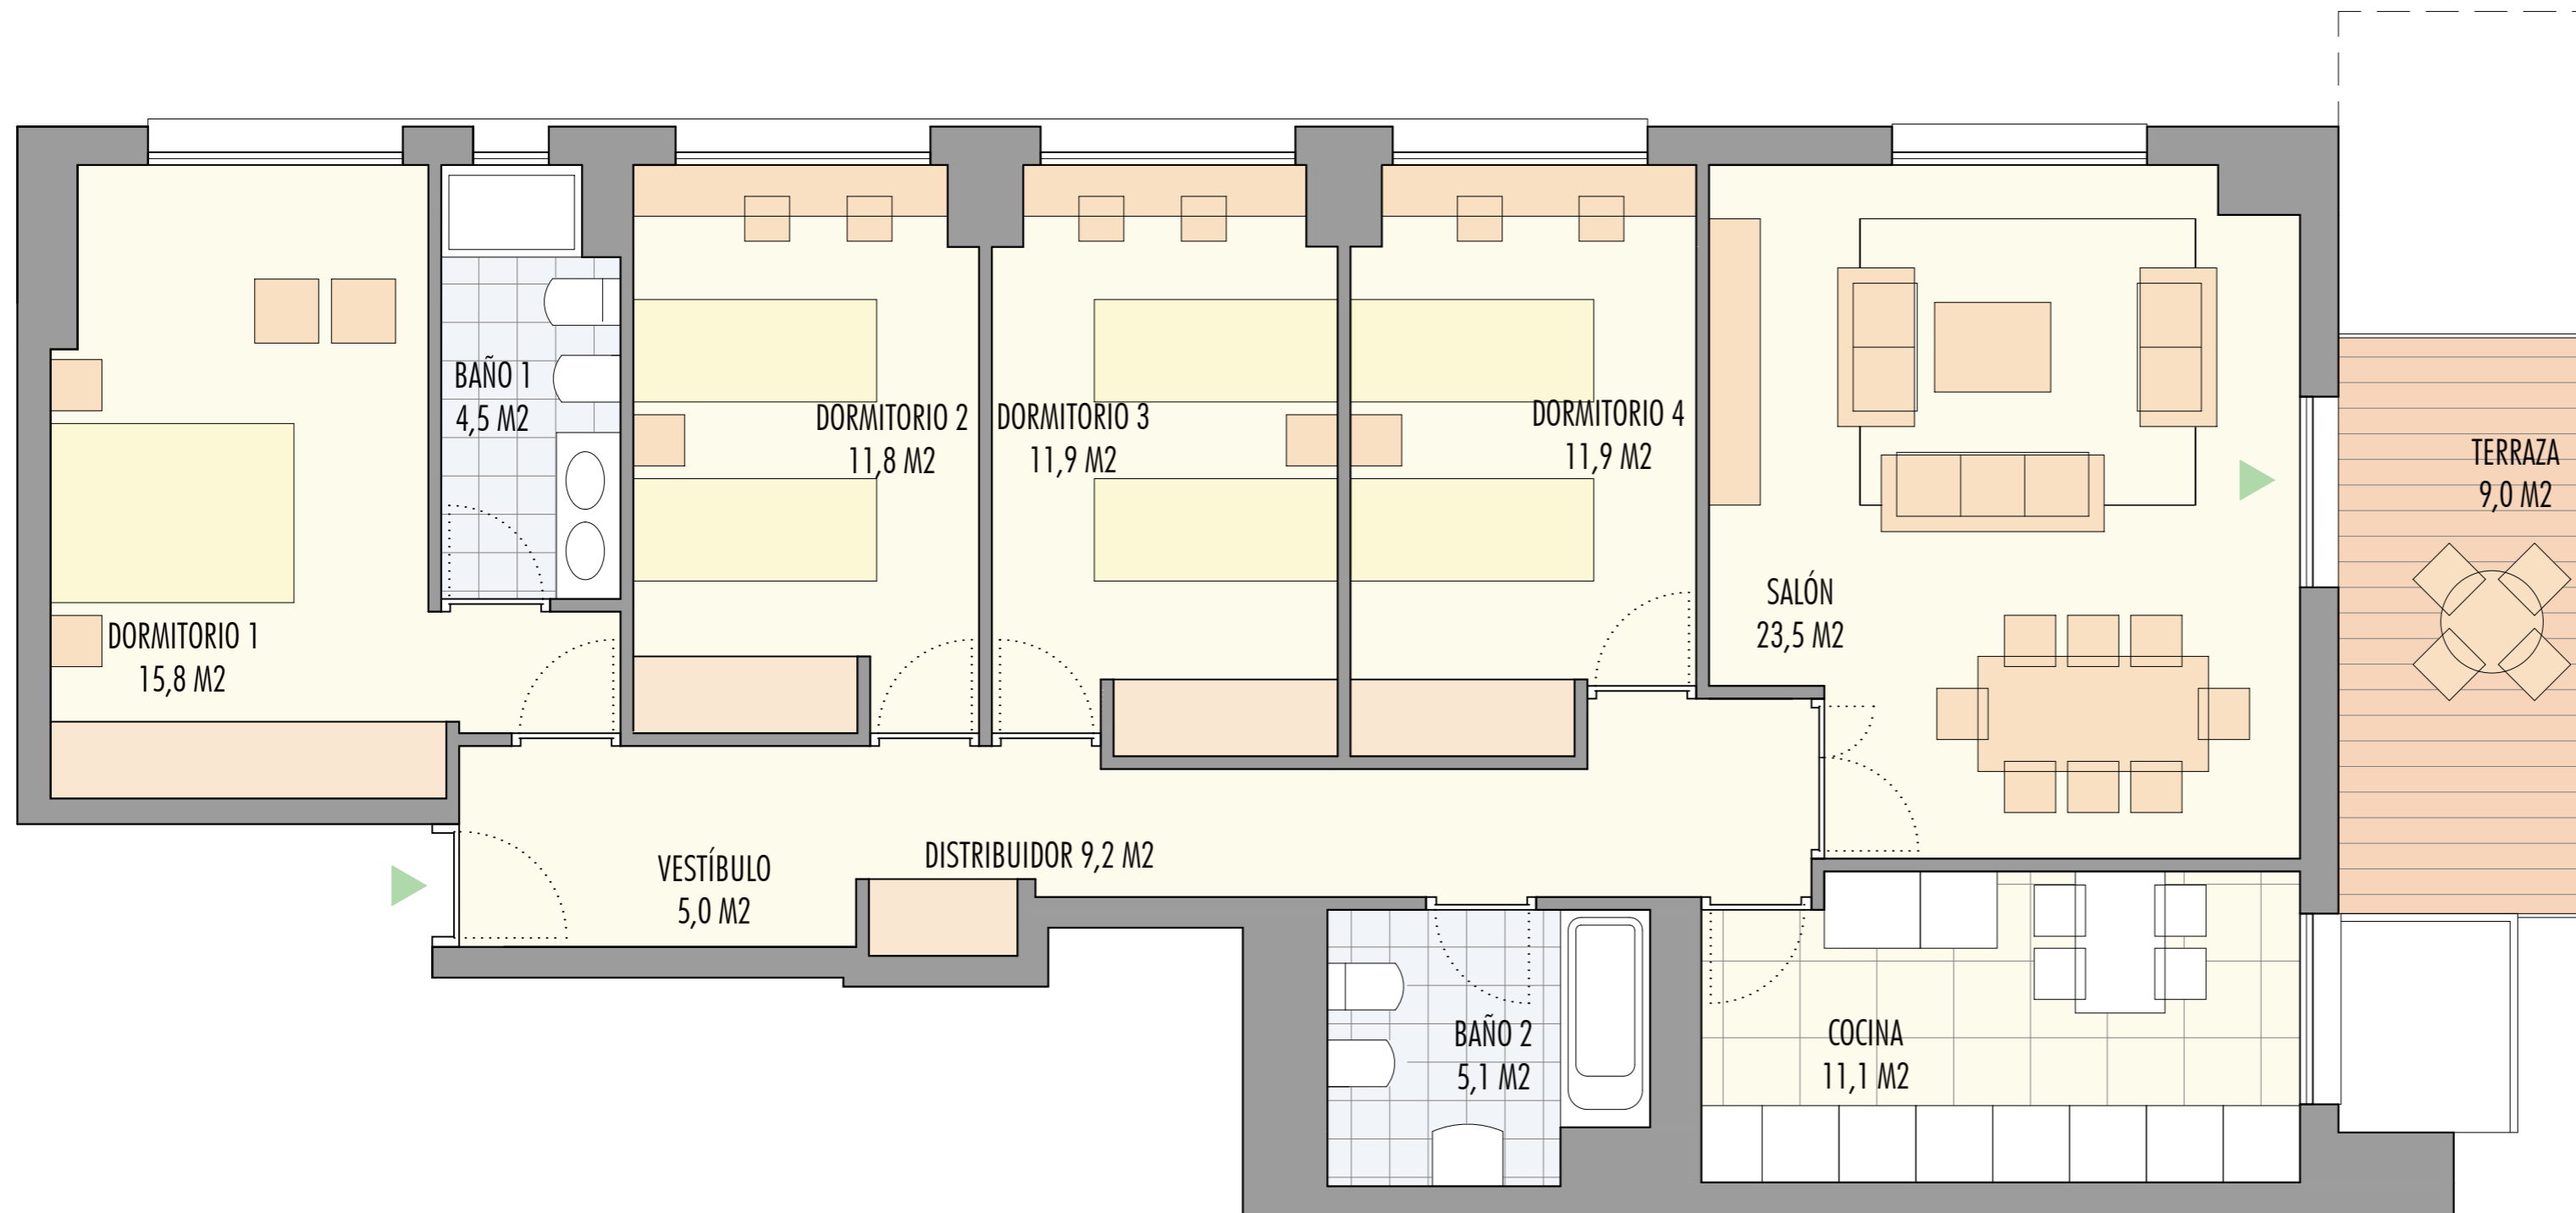 DORMITORIO 1
15,8 M2
BAÑO 1
4,5 M2
DORMITORIO 2
11,8 M2
DORMITORIO 3
11,9 M2
DORMITORIO 4
11,9 M2
SALÓN
23,5 M2
TERRAZA
9,0 M2
VESTÍBULO
5,0 M2
DISTRIBUIDOR 9,2 M2
BAÑO 2
5,1 M2
COCINA
11,1 M2